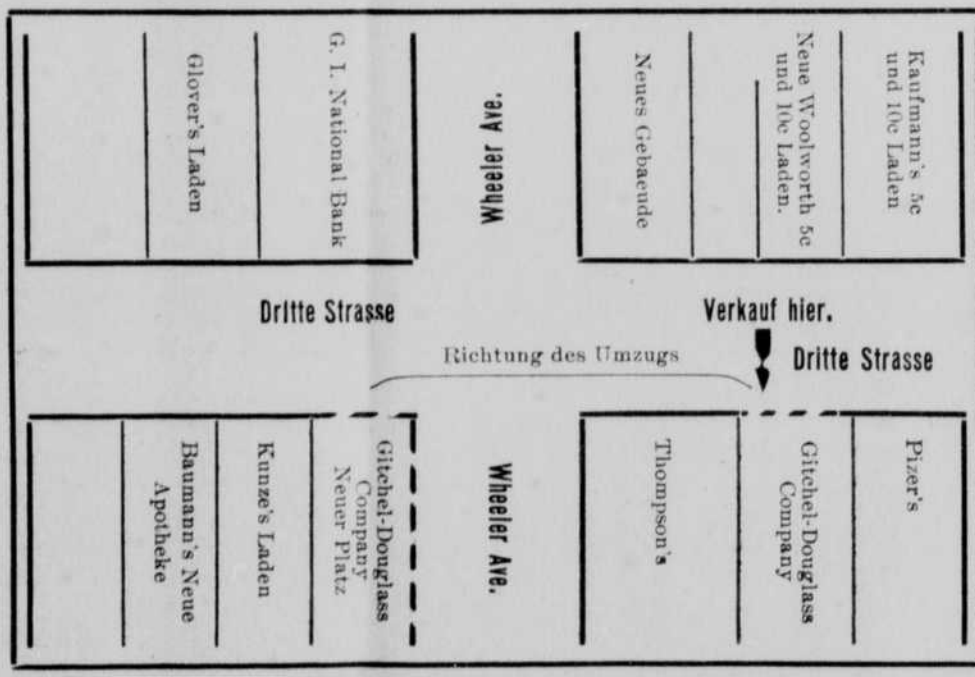 Glover's Laden
G. I. National Bank
Wheeler Ave.
Neues Gebaeude
Neue Woolworth 5c
und 10c Laden.
Kaufmann's 5c
und 10c Laden
Dritte Strasse
Verkauf hier.
Richtung des Umzugs
Dritte Strasse
Baumann's Neue
Apotheke
Kunze's Laden
Gitchel-Douglass
Company
Neuer Platz
Wheeler Ave.
Thompson's
Gitchel-Douglass
Company
Pizer's